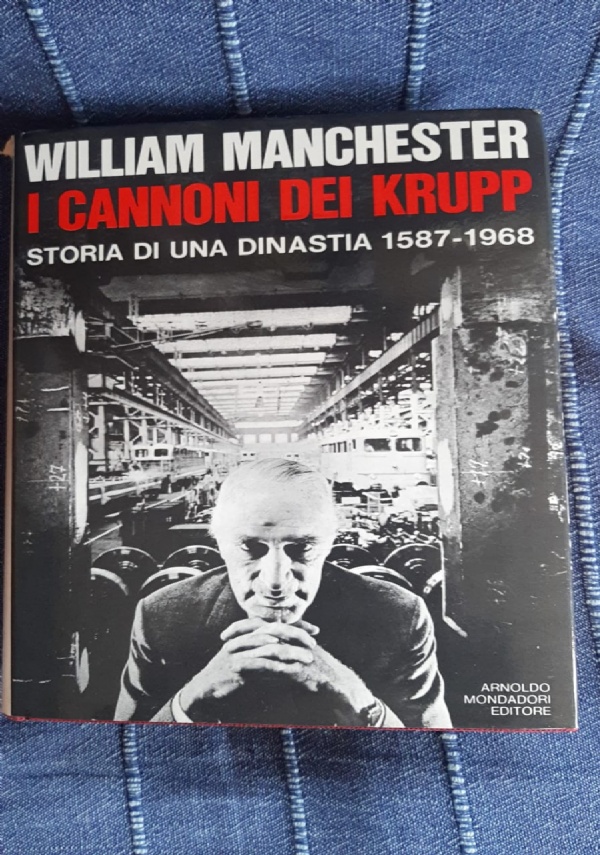 WILLIAM MANCHESTER
I CANNONI DEI KRUPP
STORIA DI UNA DINASTIA 1587-1968
ARNOLDO
MONDADORI
EDITORE